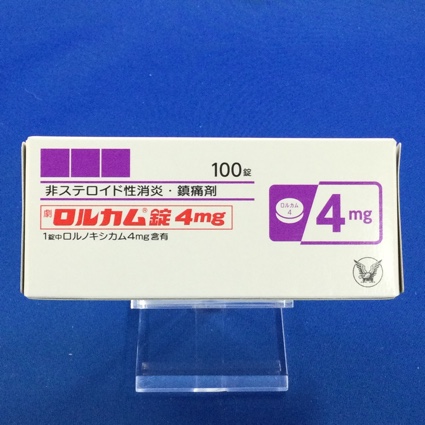 100錠
非ステロイド性消炎・鎮痛剤
劇 ロルカム®錠 4mg
1錠中ロルノキシカム4mg含有
ロルカム
4
4mg